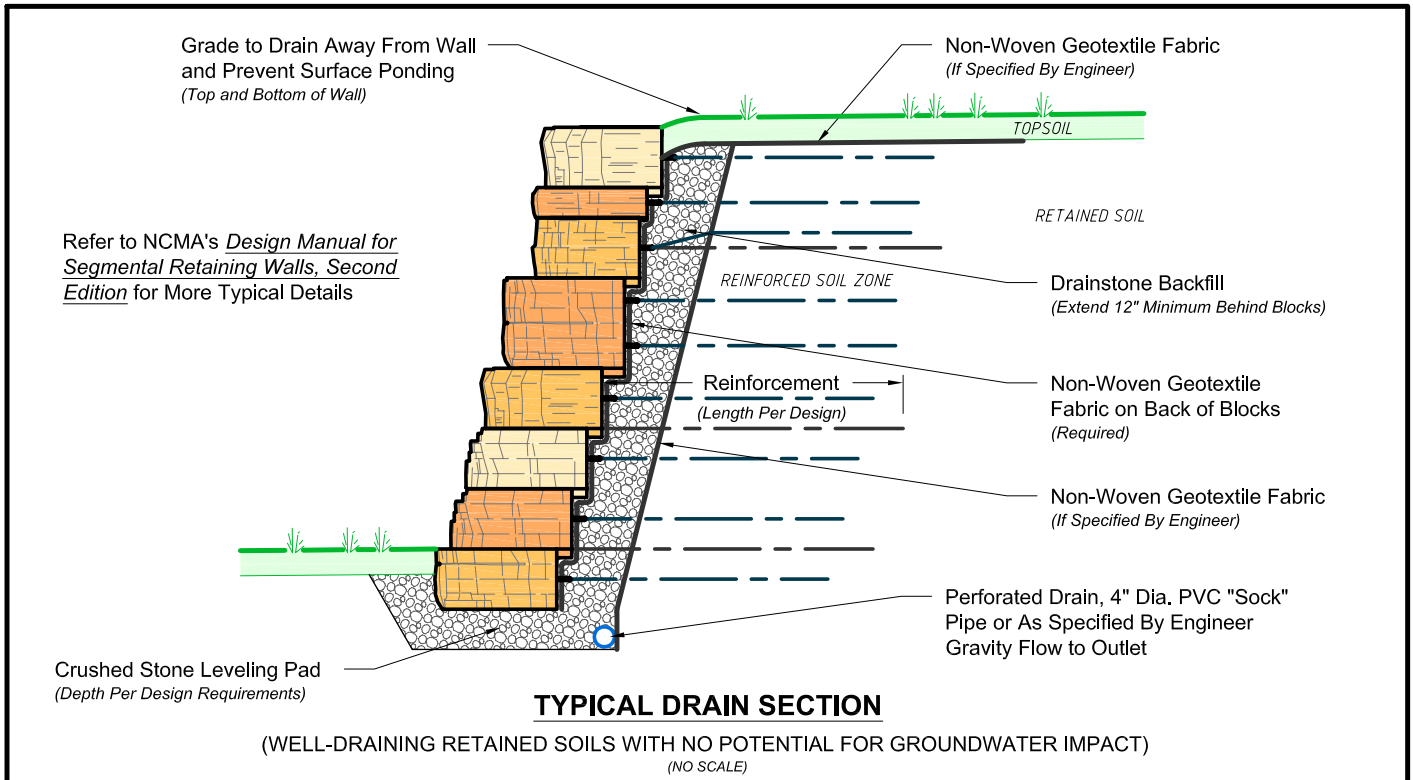 Grade to Drain Away From Wall
and Prevent Surface Ponding
(Top and Bottom of Wall)
Non-Woven Geotextile Fabric
(If Specified By Engineer)
TOPSOIL
RETAINED SOIL
Refer to NCMA's Design Manual for
Segmental Retaining Walls, Second
Edition for More Typical Details
REINFORCED SOIL ZONE
Drainstone Backfill
(Extend 12" Minimum Behind Blocks)
Reinforcement
(Length Per Design)
Non-Woven Geotextile
Fabric on Back of Blocks
(Required)
Non-Woven Geotextile Fabric
(If Specified By Engineer)
Perforated Drain, 4" Dia. PVC "Sock"
Pipe or As Specified By Engineer
Gravity Flow to Outlet
Crushed Stone Leveling Pad
(Depth Per Design Requirements)
TYPICAL DRAIN SECTION
(WELL-DRAINING RETAINED SOILS WITH NO POTENTIAL FOR GROUNDWATER IMPACT)
(NO SCALE)